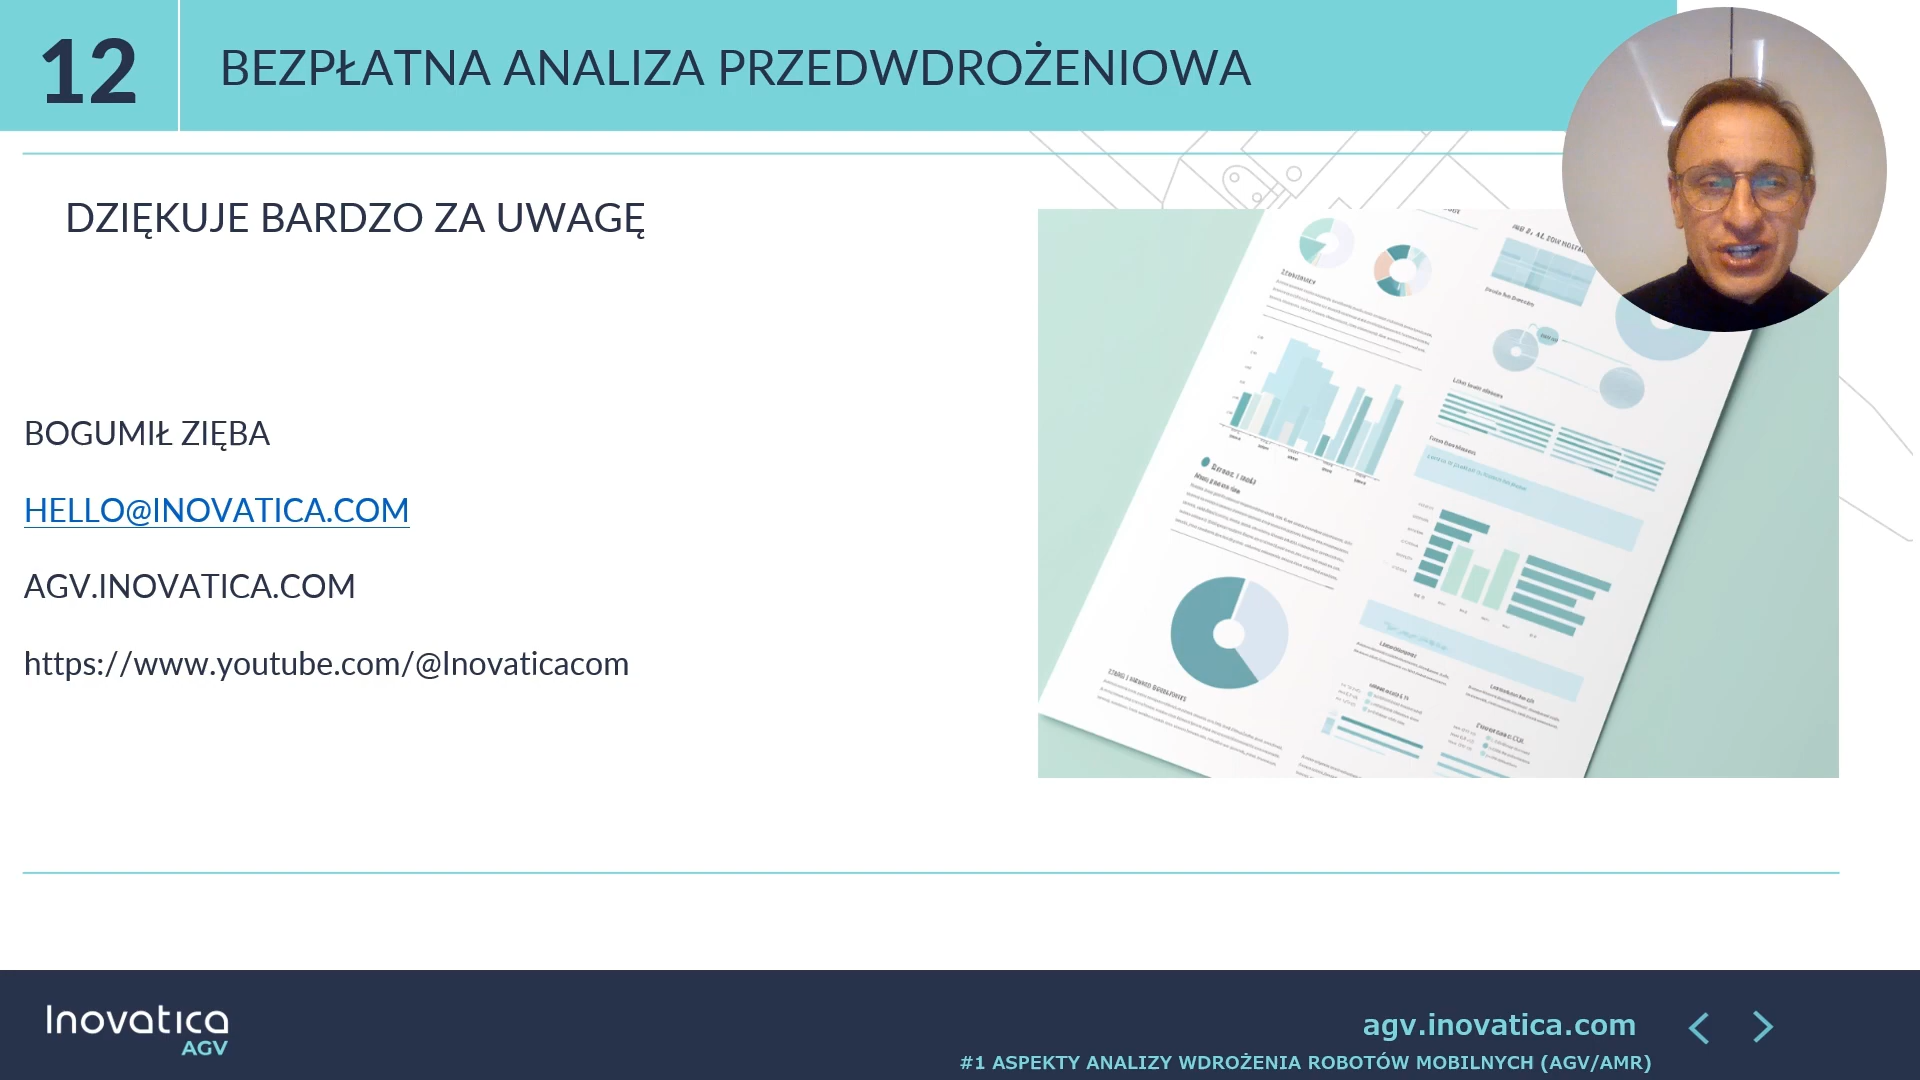 12
BEZPŁATNA ANALIZA PRZEDWDROŻENIOWA
DZIĘKUJE BARDZO ZA UWAGĘ
BOGUMIŁ ZIĘBA
HELLO@INOVATICA.COM
AGV.INOVATICA.COM
https://www.youtube.com/@Inovaticacom
Inovatica
AGV
agv.inovatica.com
#1 ASPEKTY ANALIZY WDROŻENIA ROBOTÓW MOBILNYCH (AGV/AMR)